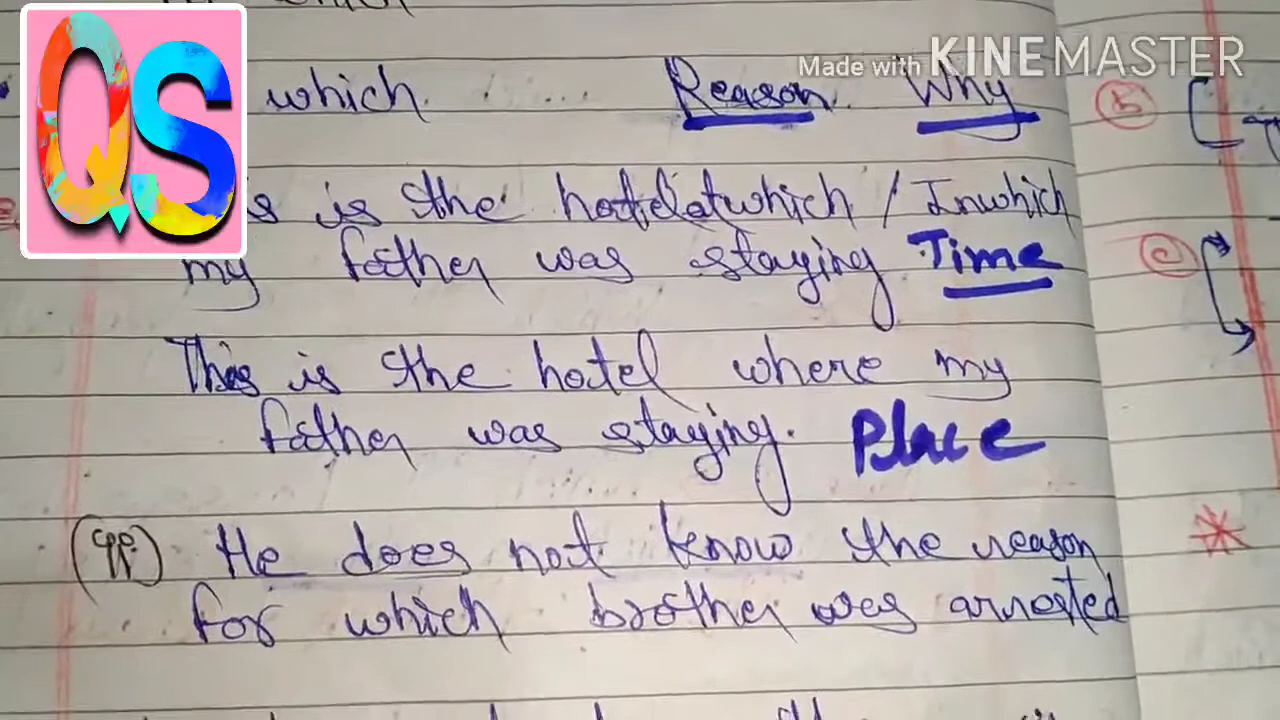 QS
Made with KINEMASTER
which .... Reason Why
is is the hotel at which / In which
my father was staying Time
This is the hotel where my
father was staying. Place
He does not know the reason
for which brother was arrested